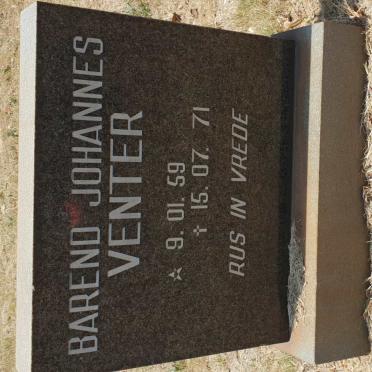 BAREND JOHANNES
VENTER
☆ 9. 01. 59
✝ 15. 07. 71
RUS IN VREDE